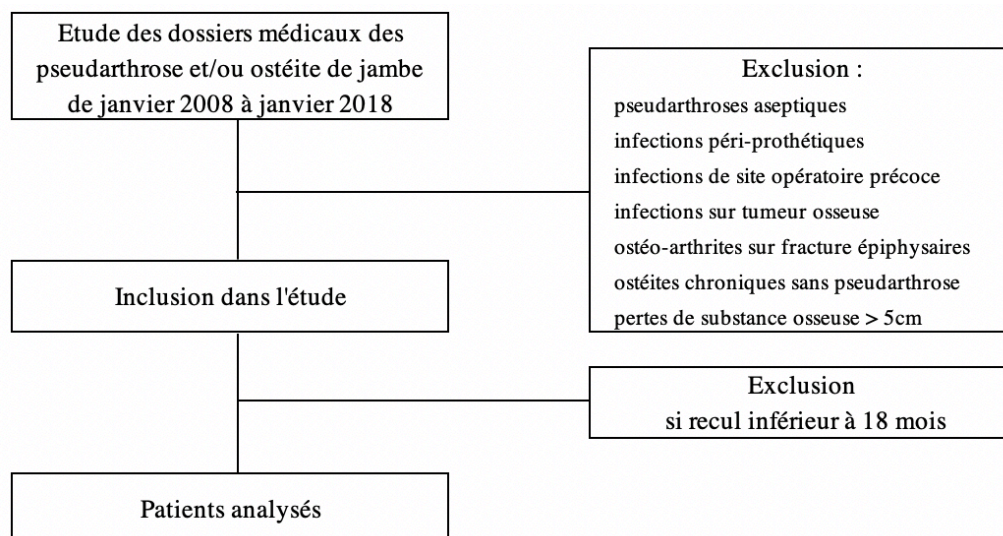 Etude des dossiers médicaux des
pseudarthrose et/ou ostéite de jambe
de janvier 2008 à janvier 2018
Exclusion :
pseudarthroses aseptiques
infections péri-prothétiques
infections de site opératoire précoce
infections sur tumeur osseuse
ostéo-arthrites sur fracture épiphysaires
ostéites chroniques sans pseudarthrose
pertes de substance osseuse > 5cm
Inclusion dans l'étude
Exclusion
si recul inférieur à 18 mois
Patients analysés